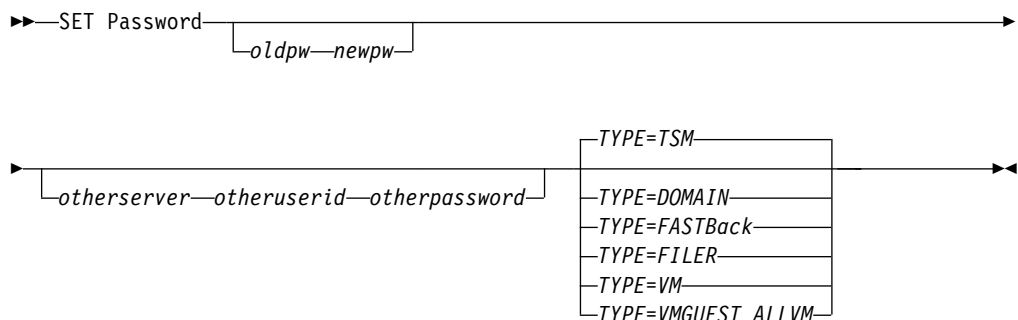 SET Password
oldpw newpw
TYPE=TSM
otherserver otheruserid otherpassword
TYPE=DOMAIN
TYPE=FASTBack
TYPE=FILER
TYPE=VM
TYPE=VMGUEST ALLVM